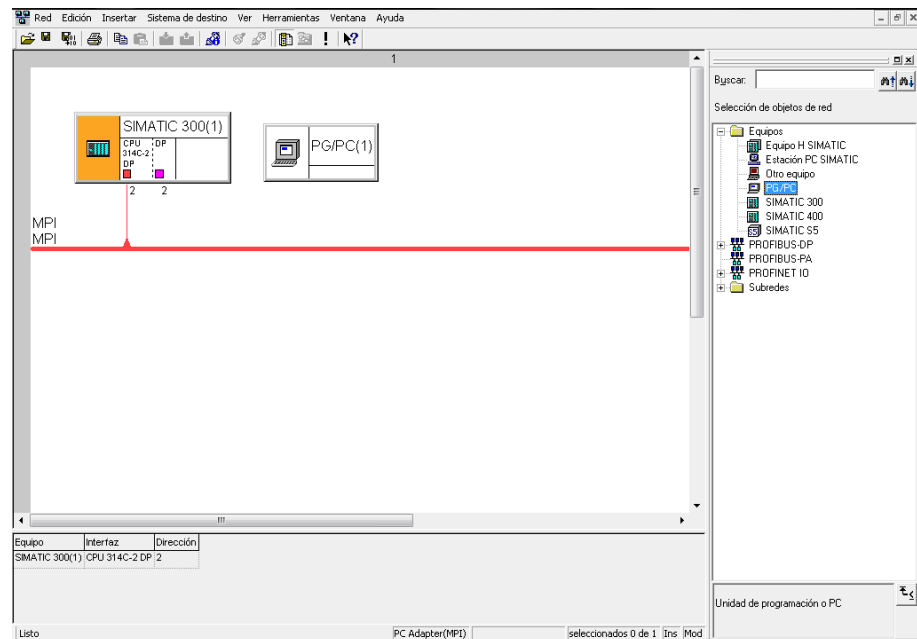 Red Edición Insertar Sistema de destino Ver Herramientas Ventana Ayuda
1
SIMATIC 300(1)
CPU 314C-2 DP
DP
2 2
PG/PC(1)
MPI
MPI
Equipo Interfaz Dirección
SIMATIC 300(1) CPU 314C-2 DP 2
Buscar:
Selección de objetos de red
Equipos
Equipo H SIMATIC
Estación PC SIMATIC
Otro equipo
PG/PC
SIMATIC 300
SIMATIC 400
SIMATIC S5
PROFIBUS-DP
PROFIBUS-PA
PROFINET IO
Subredes
Unidad de programación o PC
Listo PC Adapter(MPI) seleccionados 0 de 1 Ins Mod